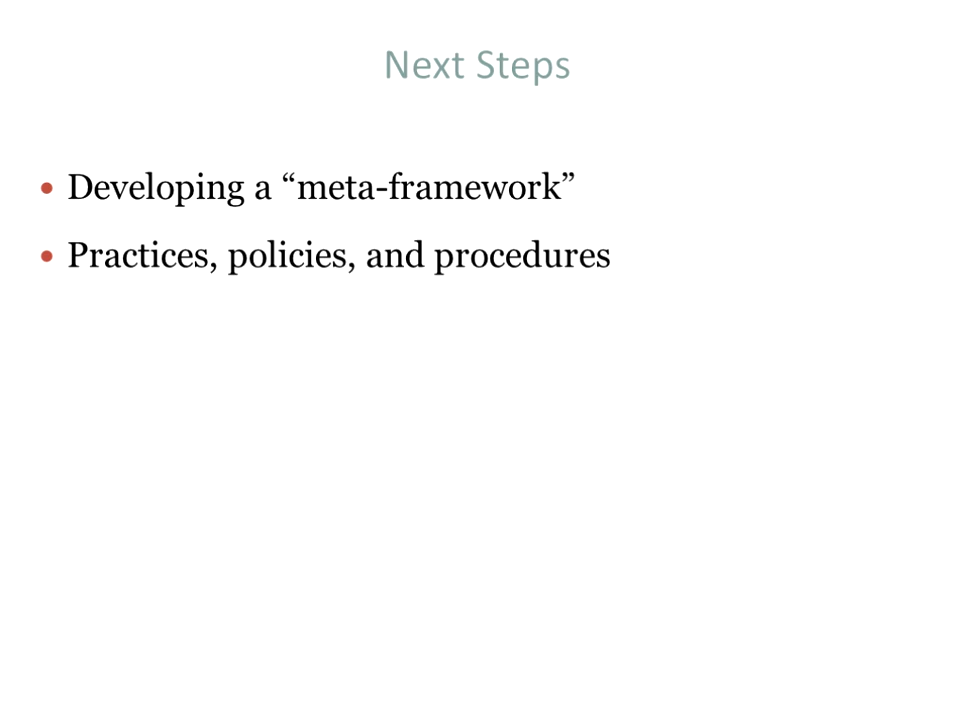 Next Steps
• Developing a “meta-framework”
• Practices, policies, and procedures